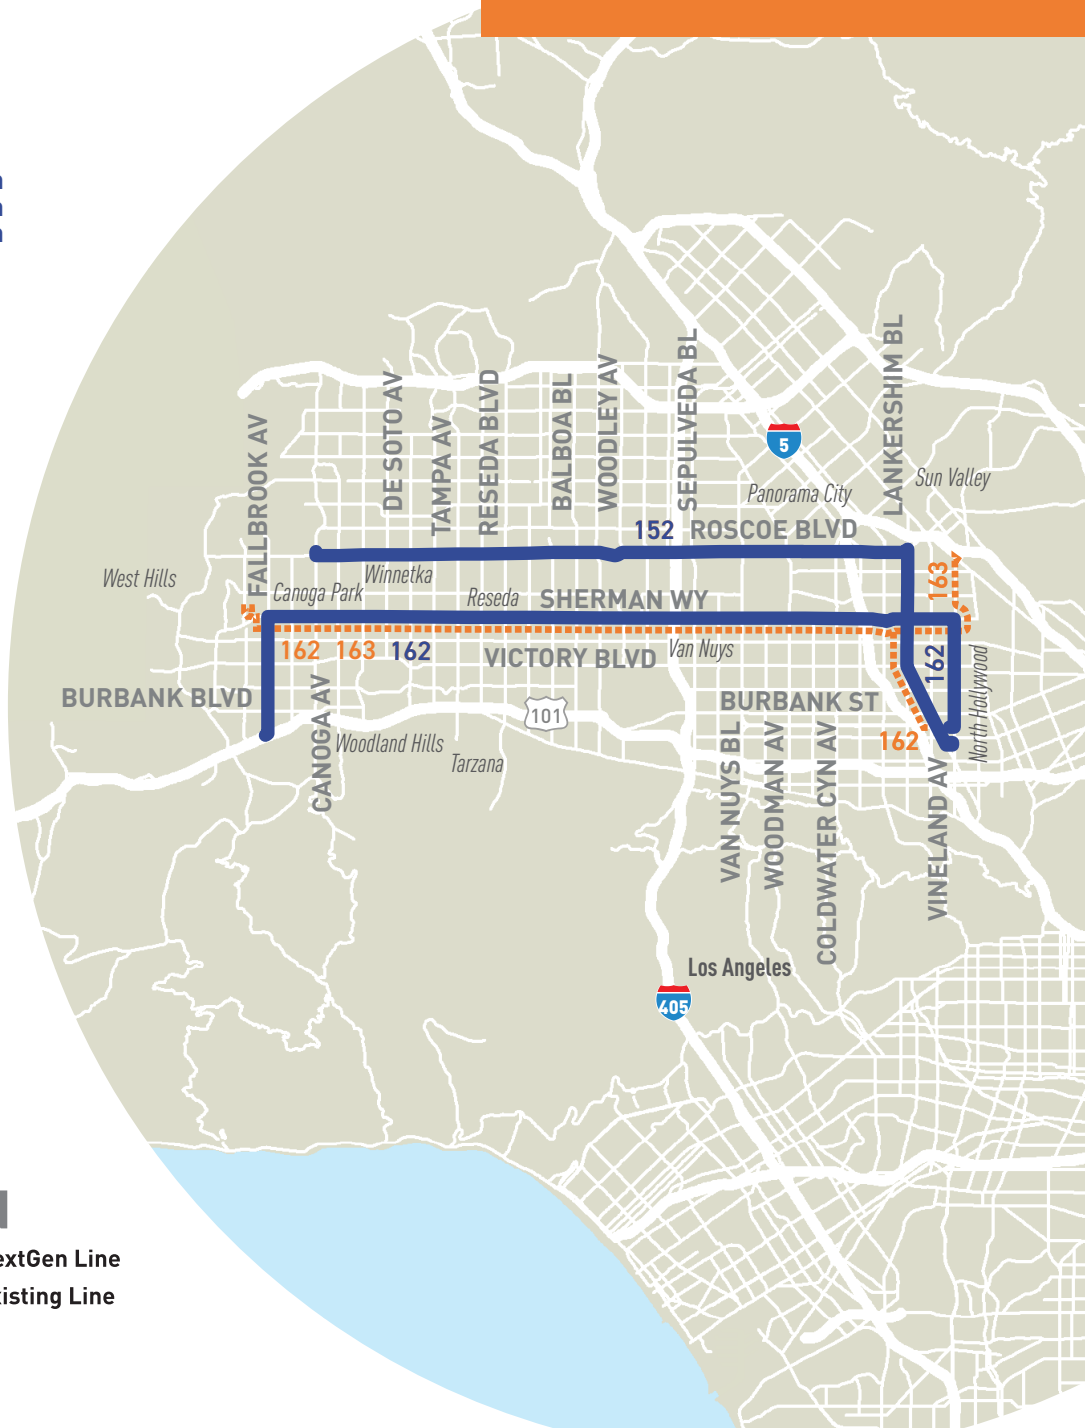 LANKERSHIM BL
SEPULVEDA BL
WOODLEY AV
RESEDA BLVD
DE SOTO AV
BALBOA BL
FALLBROOK AV
TAMPA AV
5
Sun Valley
Panorama City
152 ROSCOE BLVD
West Hills
Winnetka
163
Canoga Park
Reseda
SHERMAN WY
162 163 162
VICTORY BLVD
Van Nuys
162
North Hollywood
BURBANK BLVD
BURBANK ST
CANOGA AV
101
Woodland Hills
Tarzana
162
VAN NUYS BL
WOODMAN AV
COLDWATER CYN AV
VINELAND AV
Los Angeles
405
extGen Line
xisting Line